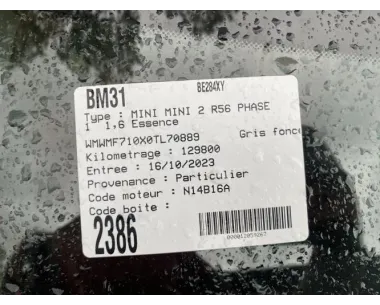 BM31
BE284XY
Type : MINI MINI 2 R56 PHASE
1 1,6 Essence
WMWMF710X0TL70889 Gris fonc
Kilometrage : 129800
Entree : 16/10/2023
Provenance : Particulier
Code moteur : N14B16A
Code boite :
2386